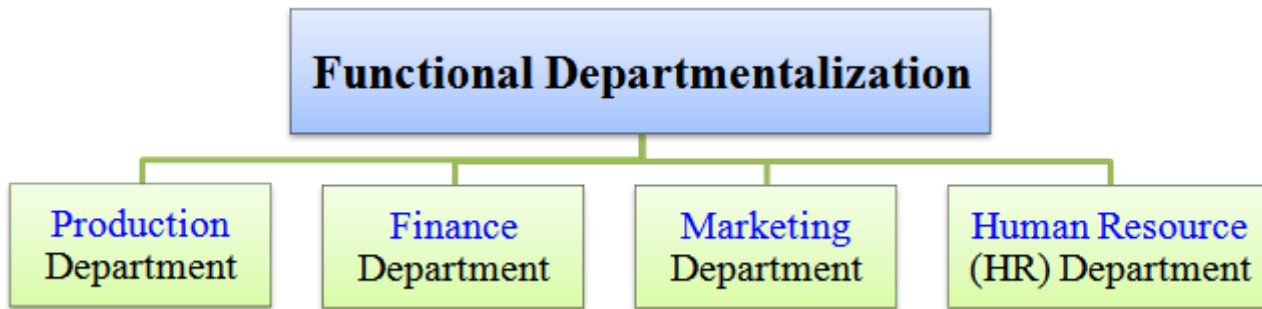 Functional Departmentalization
Production
Department
Finance
Department
Marketing
Department
Human Resource
(HR) Department